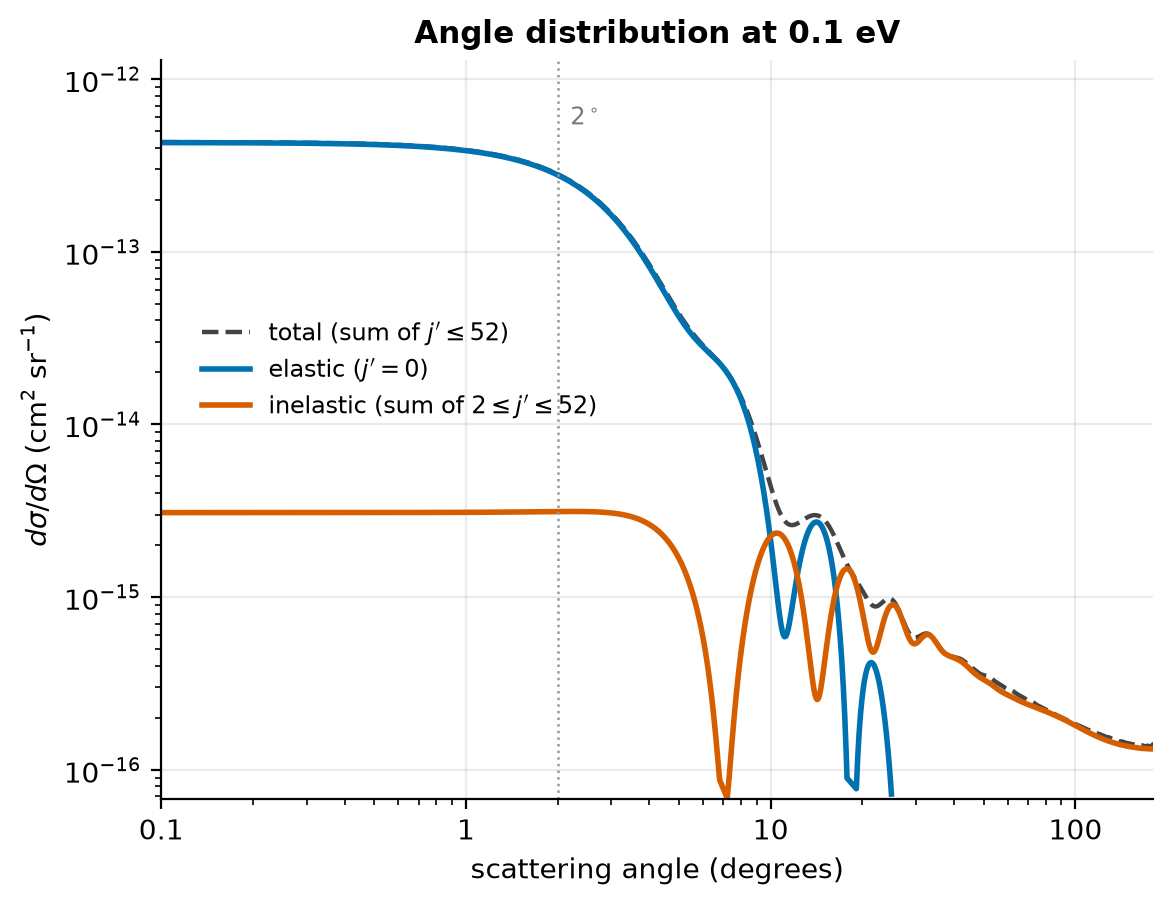 Angle distribution at 0.1 eV
10⁻¹²
10⁻¹³
10⁻¹⁴
10⁻¹⁵
10⁻¹⁶
dσ/dΩ (cm² sr⁻¹)
2°
total (sum of j′ ≤ 52)
elastic (j′ = 0)
inelastic (sum of 2 ≤ j′ ≤ 52)
0.1 1 10 100
scattering angle (degrees)